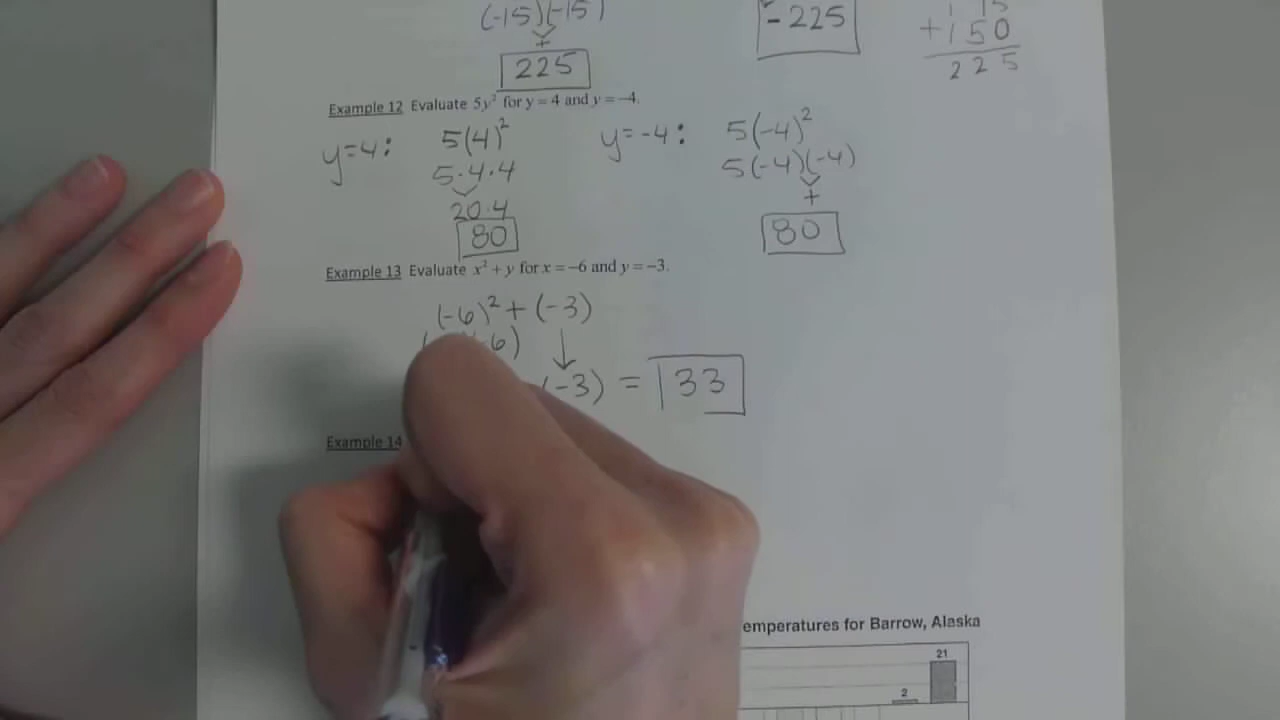 (-15)(-15)
+
225
- 225
+150
225
Example 12 Evaluate 5y² for y = 4 and y = -4.
y=4: 5(4)² y=-4: 5(-4)²
5·4·4 5(-4)(-4)
+
20·4
80 80
Example 13 Evaluate x² + y for x = -6 and y = -3.
(-6)² + (-3)
6)
(-3) = 33
Example 14
emperatures for Barrow, Alaska
21
2